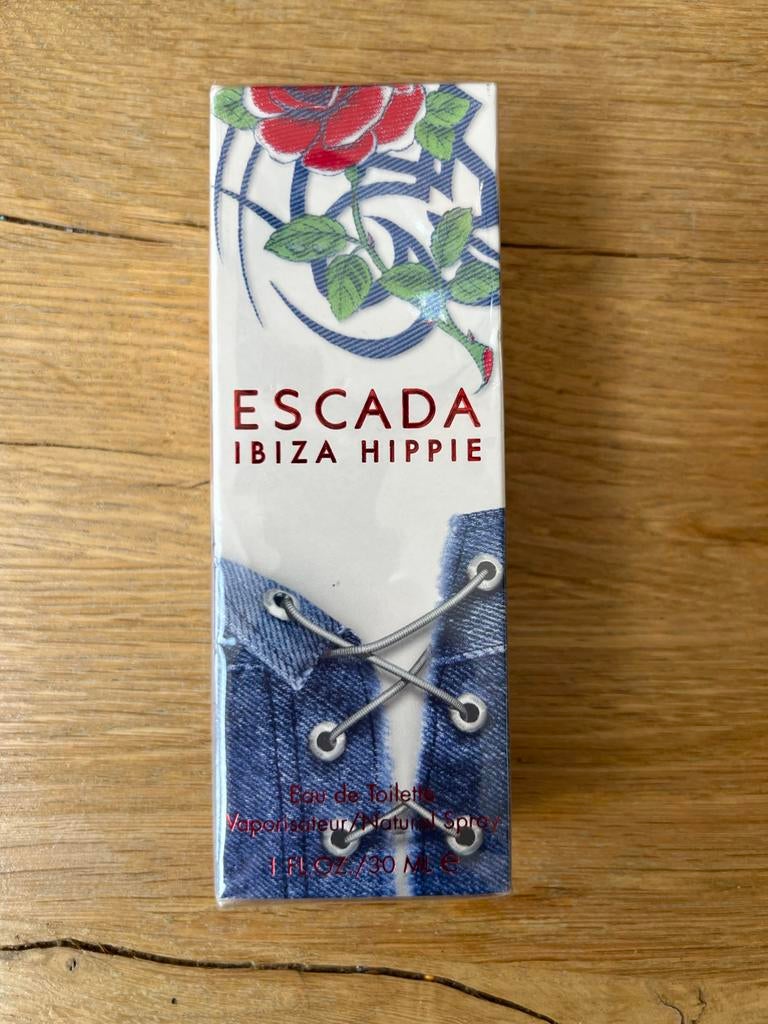 ESCADA
IBIZA HIPPIE
Eau de Toilette
Vaporisateur/Natural Spray
1 FL.OZ./30 ML e